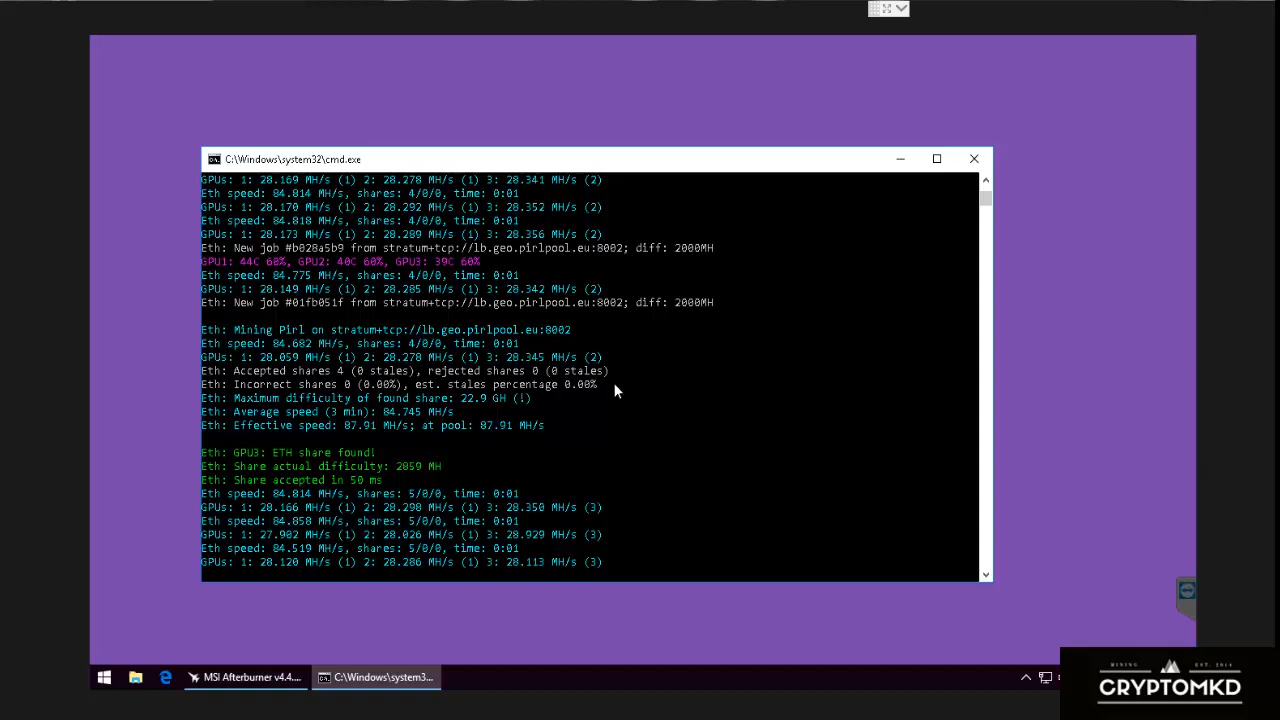 C:\Windows\system32\cmd.exe
GPUs: 1: 28.169 MH/s (1) 2: 28.278 MH/s (1) 3: 28.341 MH/s (2)
Eth speed: 84.814 MH/s, shares: 4/0/0, time: 0:01
GPUs: 1: 28.170 MH/s (1) 2: 28.292 MH/s (1) 3: 28.352 MH/s (2)
Eth speed: 84.818 MH/s, shares: 4/0/0, time: 0:01
GPUs: 1: 28.173 MH/s (1) 2: 28.289 MH/s (1) 3: 28.356 MH/s (2)
Eth: New job #b028a5b9 from stratum+tcp://lb.geo.pirlpool.eu:8002; diff: 2000MH
GPU1: 44C 60%, GPU2: 40C 60%, GPU3: 39C 60%
Eth speed: 84.775 MH/s, shares: 4/0/0, time: 0:01
GPUs: 1: 28.149 MH/s (1) 2: 28.285 MH/s (1) 3: 28.342 MH/s (2)
Eth: New job #01fb051f from stratum+tcp://lb.geo.pirlpool.eu:8002; diff: 2000MH
Eth: Mining Pirl on stratum+tcp://lb.geo.pirlpool.eu:8002
Eth speed: 84.682 MH/s, shares: 4/0/0, time: 0:01
GPUs: 1: 28.059 MH/s (1) 2: 28.278 MH/s (1) 3: 28.345 MH/s (2)
Eth: Accepted shares 4 (0 stales), rejected shares 0 (0 stales)
Eth: Incorrect shares 0 (0.00%), est. stales percentage 0.00%
Eth: Maximum difficulty of found share: 22.9 GH (!)
Eth: Average speed (3 min): 84.745 MH/s
Eth: Effective speed: 87.91 MH/s; at pool: 87.91 MH/s
Eth: GPU3: ETH share found!
Eth: Share actual difficulty: 2859 MH
Eth: Share accepted in 50 ms
Eth speed: 84.814 MH/s, shares: 5/0/0, time: 0:01
GPUs: 1: 28.166 MH/s (1) 2: 28.298 MH/s (1) 3: 28.350 MH/s (3)
Eth speed: 84.858 MH/s, shares: 5/0/0, time: 0:01
GPUs: 1: 27.902 MH/s (1) 2: 28.026 MH/s (1) 3: 28.929 MH/s (3)
Eth speed: 84.519 MH/s, shares: 5/0/0, time: 0:01
GPUs: 1: 28.120 MH/s (1) 2: 28.286 MH/s (1) 3: 28.113 MH/s (3)
MSI Afterburner v4.4....
C:\Windows\system3...
MINING EST. 2014
CRYPTOMKD